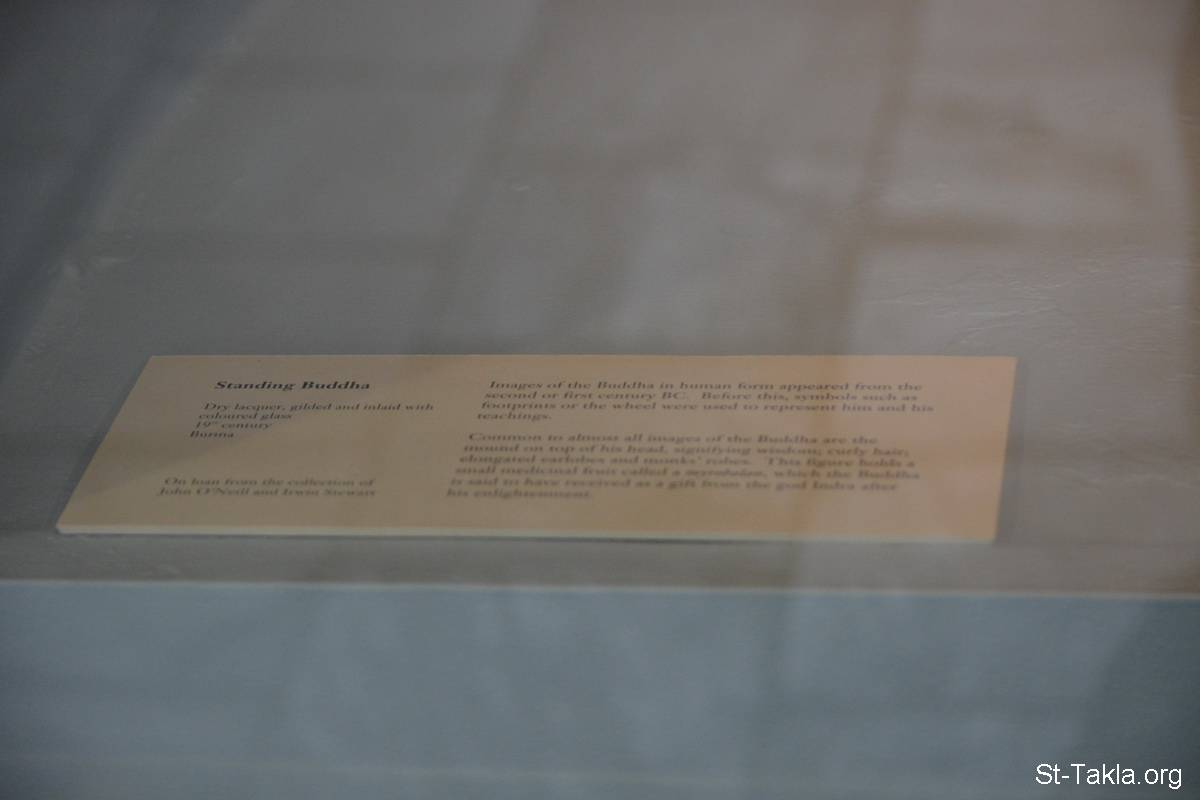 Standing Buddha
Dry lacquer, gilded and inlaid with
coloured glass
19th century
Burma
On loan from the collection of
John O'Neill and Irwin Stewart
Images of the Buddha in human form appeared from the
second or first century BC. Before this, symbols such as
footprints or the wheel were used to represent him and his
teachings.
Common to almost all images of the Buddha are the
mound on top of his head, signifying wisdom; curly hair;
elongated earlobes and monks' robes. This figure holds a
small medicinal fruit called a which the Buddha
is said to have received as a gift from the god Indra after
his enlightenment.
St-Takla.org